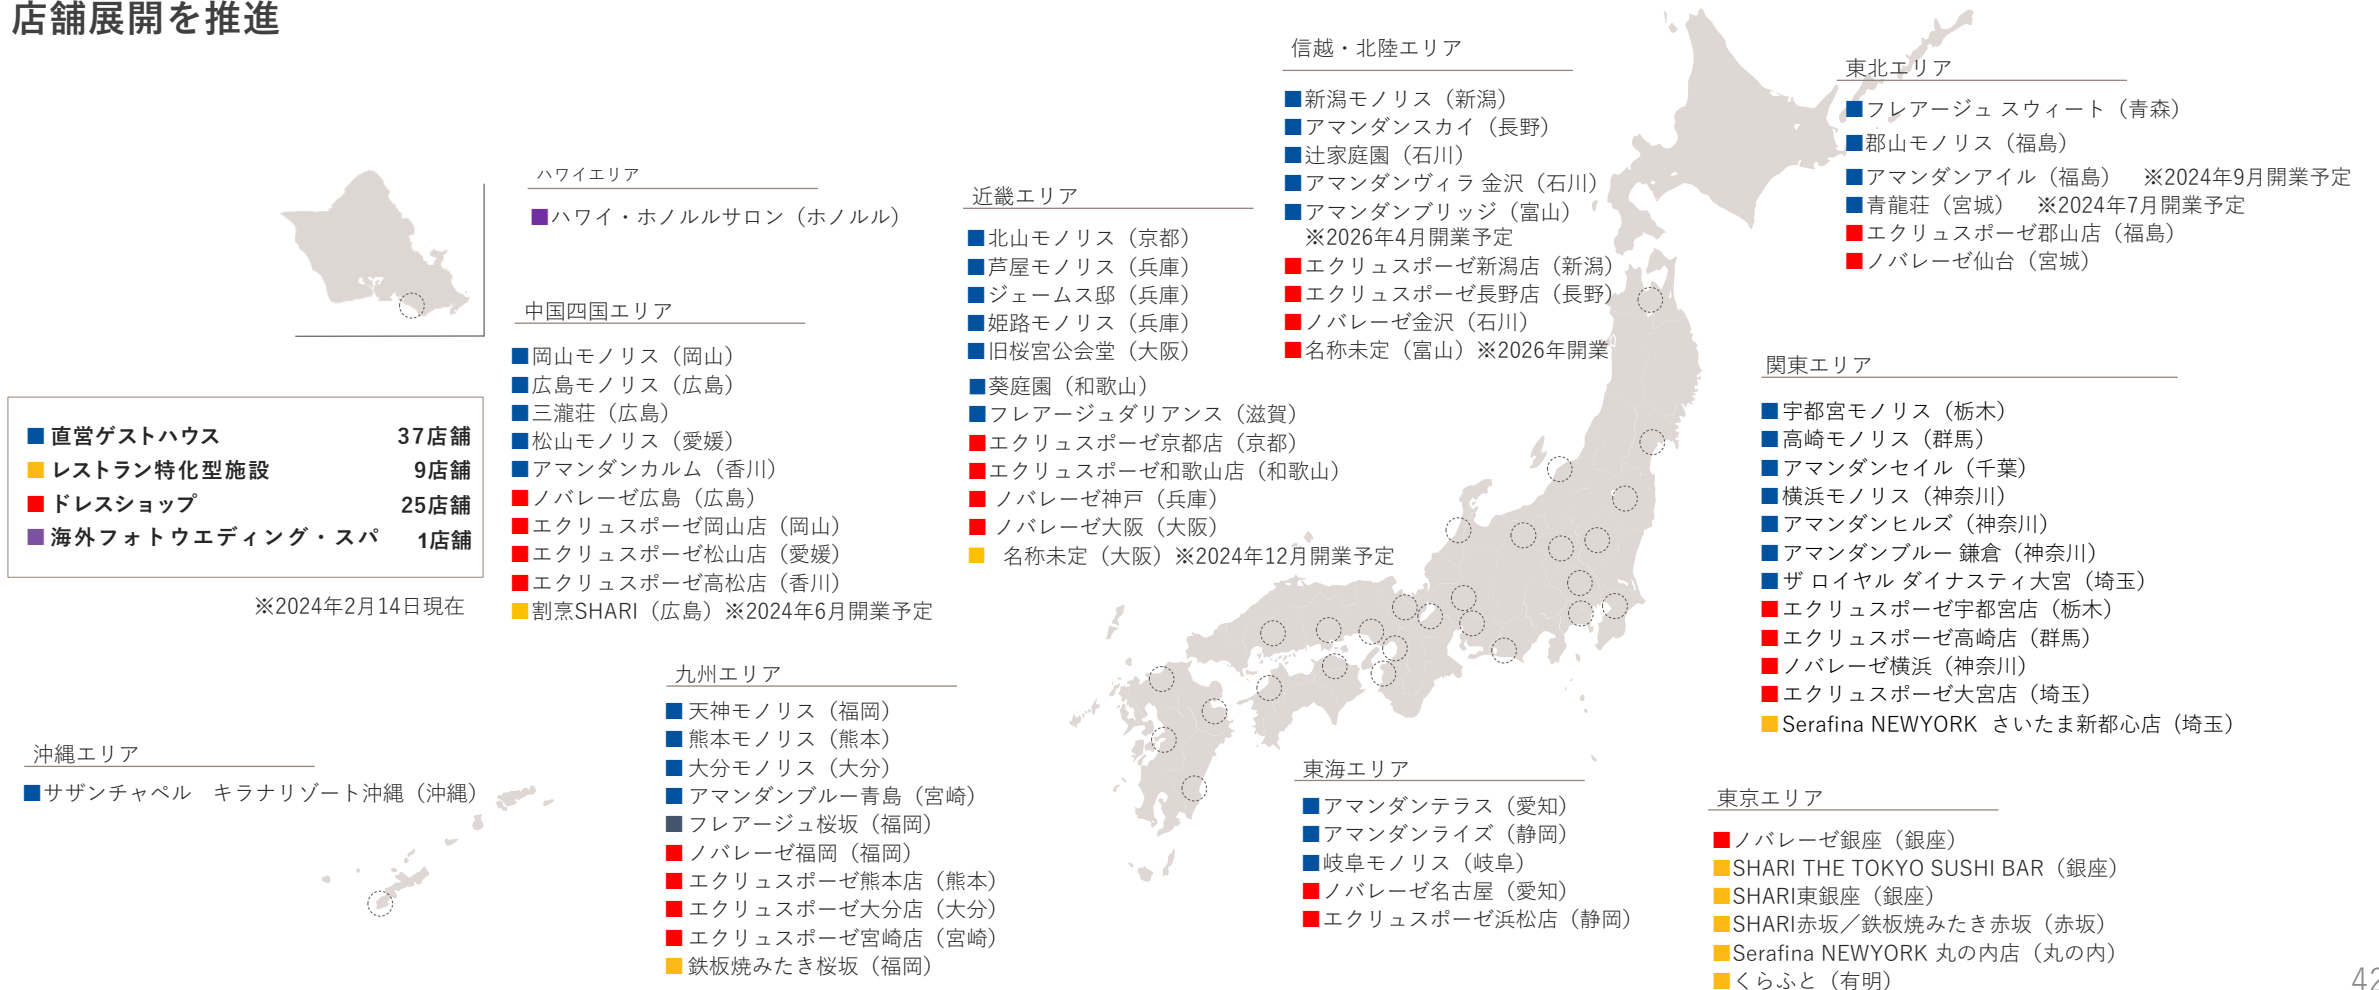 店舗展開を推進
ハワイエリア
■ハワイ・ホノルルサロン（ホノルル）
■直営ゲストハウス 37店舗
■レストラン特化型施設 9店舗
■ドレスショップ 25店舗
■海外フォトウエディング・スパ 1店舗
※2024年2月14日現在
中国四国エリア
■岡山モノリス（岡山）
■広島モノリス（広島）
■三瀧荘（広島）
■松山モノリス（愛媛）
■アマンダンカルム（香川）
■ノバレーゼ広島（広島）
■エクリュスポーゼ岡山店（岡山）
■エクリュスポーゼ松山店（愛媛）
■エクリュスポーゼ高松店（香川）
■割烹SHARI（広島）※2024年6月開業予定
近畿エリア
■北山モノリス（京都）
■芦屋モノリス（兵庫）
■ジェームス邸（兵庫）
■姫路モノリス（兵庫）
■旧桜宮公会堂（大阪）
■葵庭園（和歌山）
■フレアージュダリアンス（滋賀）
■エクリュスポーゼ京都店（京都）
■エクリュスポーゼ和歌山店（和歌山）
■ノバレーゼ神戸（兵庫）
■ノバレーゼ大阪（大阪）
■ 名称未定（大阪）※2024年12月開業予定
信越・北陸エリア
■新潟モノリス（新潟）
■アマンダンスカイ（長野）
■辻家庭園（石川）
■アマンダンヴィラ 金沢（石川）
■アマンダンブリッジ（富山）
※2026年4月開業予定
■エクリュスポーゼ新潟店（新潟）
■エクリュスポーゼ長野店（長野）
■ノバレーゼ金沢（石川）
■名称未定（富山）※2026年開業
東北エリア
■フレアージュ スウィート（青森）
■郡山モノリス（福島）
■アマンダンアイル（福島）　※2024年9月開業予定
■青龍荘（宮城）　※2024年7月開業予定
■エクリュスポーゼ郡山店（福島）
■ノバレーゼ仙台（宮城）
関東エリア
■宇都宮モノリス（栃木）
■高崎モノリス（群馬）
■アマンダンセイル（千葉）
■横浜モノリス（神奈川）
■アマンダンヒルズ（神奈川）
■アマンダンブルー 鎌倉（神奈川）
■ザ ロイヤル ダイナスティ大宮（埼玉）
■エクリュスポーゼ宇都宮店（栃木）
■エクリュスポーゼ高崎店（群馬）
■ノバレーゼ横浜（神奈川）
■エクリュスポーゼ大宮店（埼玉）
■Serafina NEWYORK さいたま新都心店（埼玉）
九州エリア
■天神モノリス（福岡）
■熊本モノリス（熊本）
■大分モノリス（大分）
■アマンダンブルー青島（宮崎）
■フレアージュ桜坂（福岡）
■ノバレーゼ福岡（福岡）
■エクリュスポーゼ熊本店（熊本）
■エクリュスポーゼ大分店（大分）
■エクリュスポーゼ宮崎店（宮崎）
■鉄板焼みたき桜坂（福岡）
沖縄エリア
■サザンチャペル　キラナリゾート沖縄（沖縄）
東海エリア
■アマンダンテラス（愛知）
■アマンダンライズ（静岡）
■岐阜モノリス（岐阜）
■ノバレーゼ名古屋（愛知）
■エクリュスポーゼ浜松店（静岡）
東京エリア
■ノバレーゼ銀座（銀座）
■SHARI THE TOKYO SUSHI BAR（銀座）
■SHARI東銀座（銀座）
■SHARI赤坂／鉄板焼みたき赤坂（赤坂）
■Serafina NEWYORK 丸の内店（丸の内）
■くらふと（有明）
42